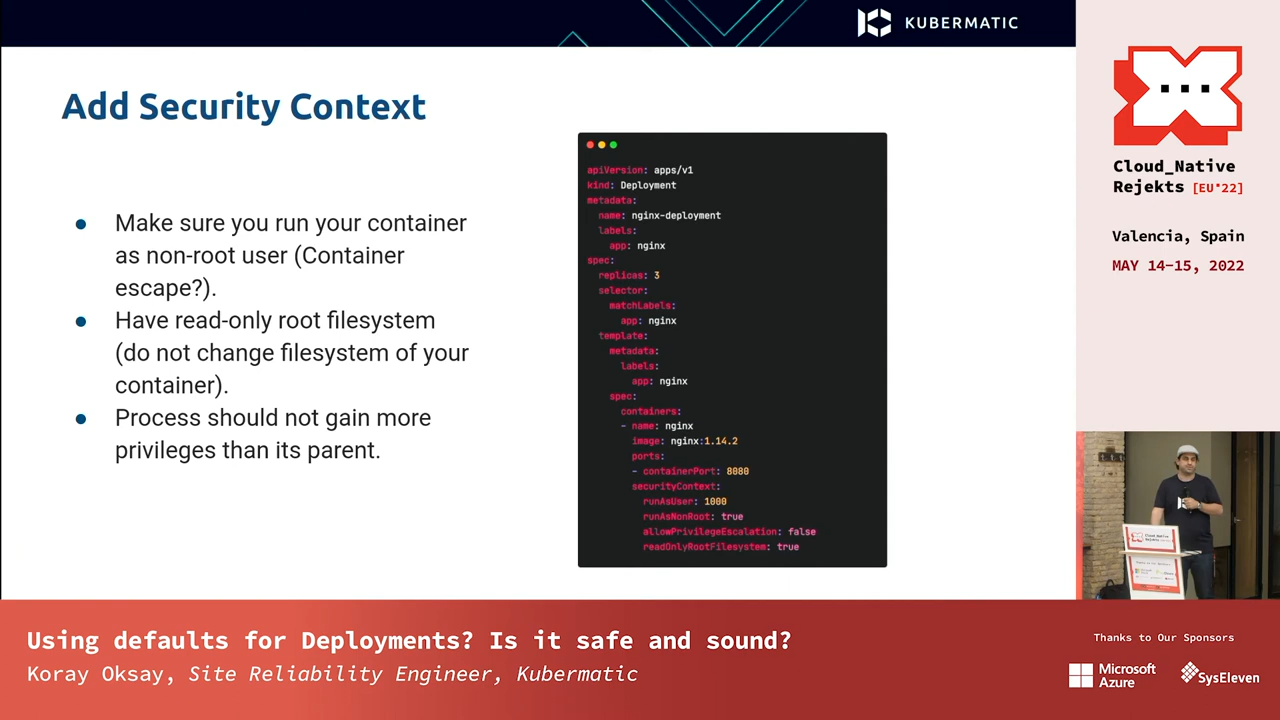 KUBERMATIC
Add Security Context
● Make sure you run your container
as non-root user (Container
escape?).
● Have read-only root filesystem
(do not change filesystem of your
container).
● Process should not gain more
privileges than its parent.
apiVersion: apps/v1
kind: Deployment
metadata:
  name: nginx-deployment
  labels:
    app: nginx
spec:
  replicas: 3
  selector:
    matchLabels:
      app: nginx
  template:
    metadata:
      labels:
        app: nginx
    spec:
      containers:
      - name: nginx
        image: nginx:1.14.2
        ports:
        - containerPort: 8080
        securityContext:
          runAsUser: 1000
          runAsNonRoot: true
          allowPrivilegeEscalation: false
          readOnlyRootFilesystem: true
Cloud_Native
Rejekts [EU*22]
Valencia, Spain
MAY 14-15, 2022
Cloud_Native
Rejekts
Using defaults for Deployments? Is it safe and sound?
Koray Oksay, Site Reliability Engineer, Kubermatic
Thanks to Our Sponsors
Microsoft
Azure
SysEleven